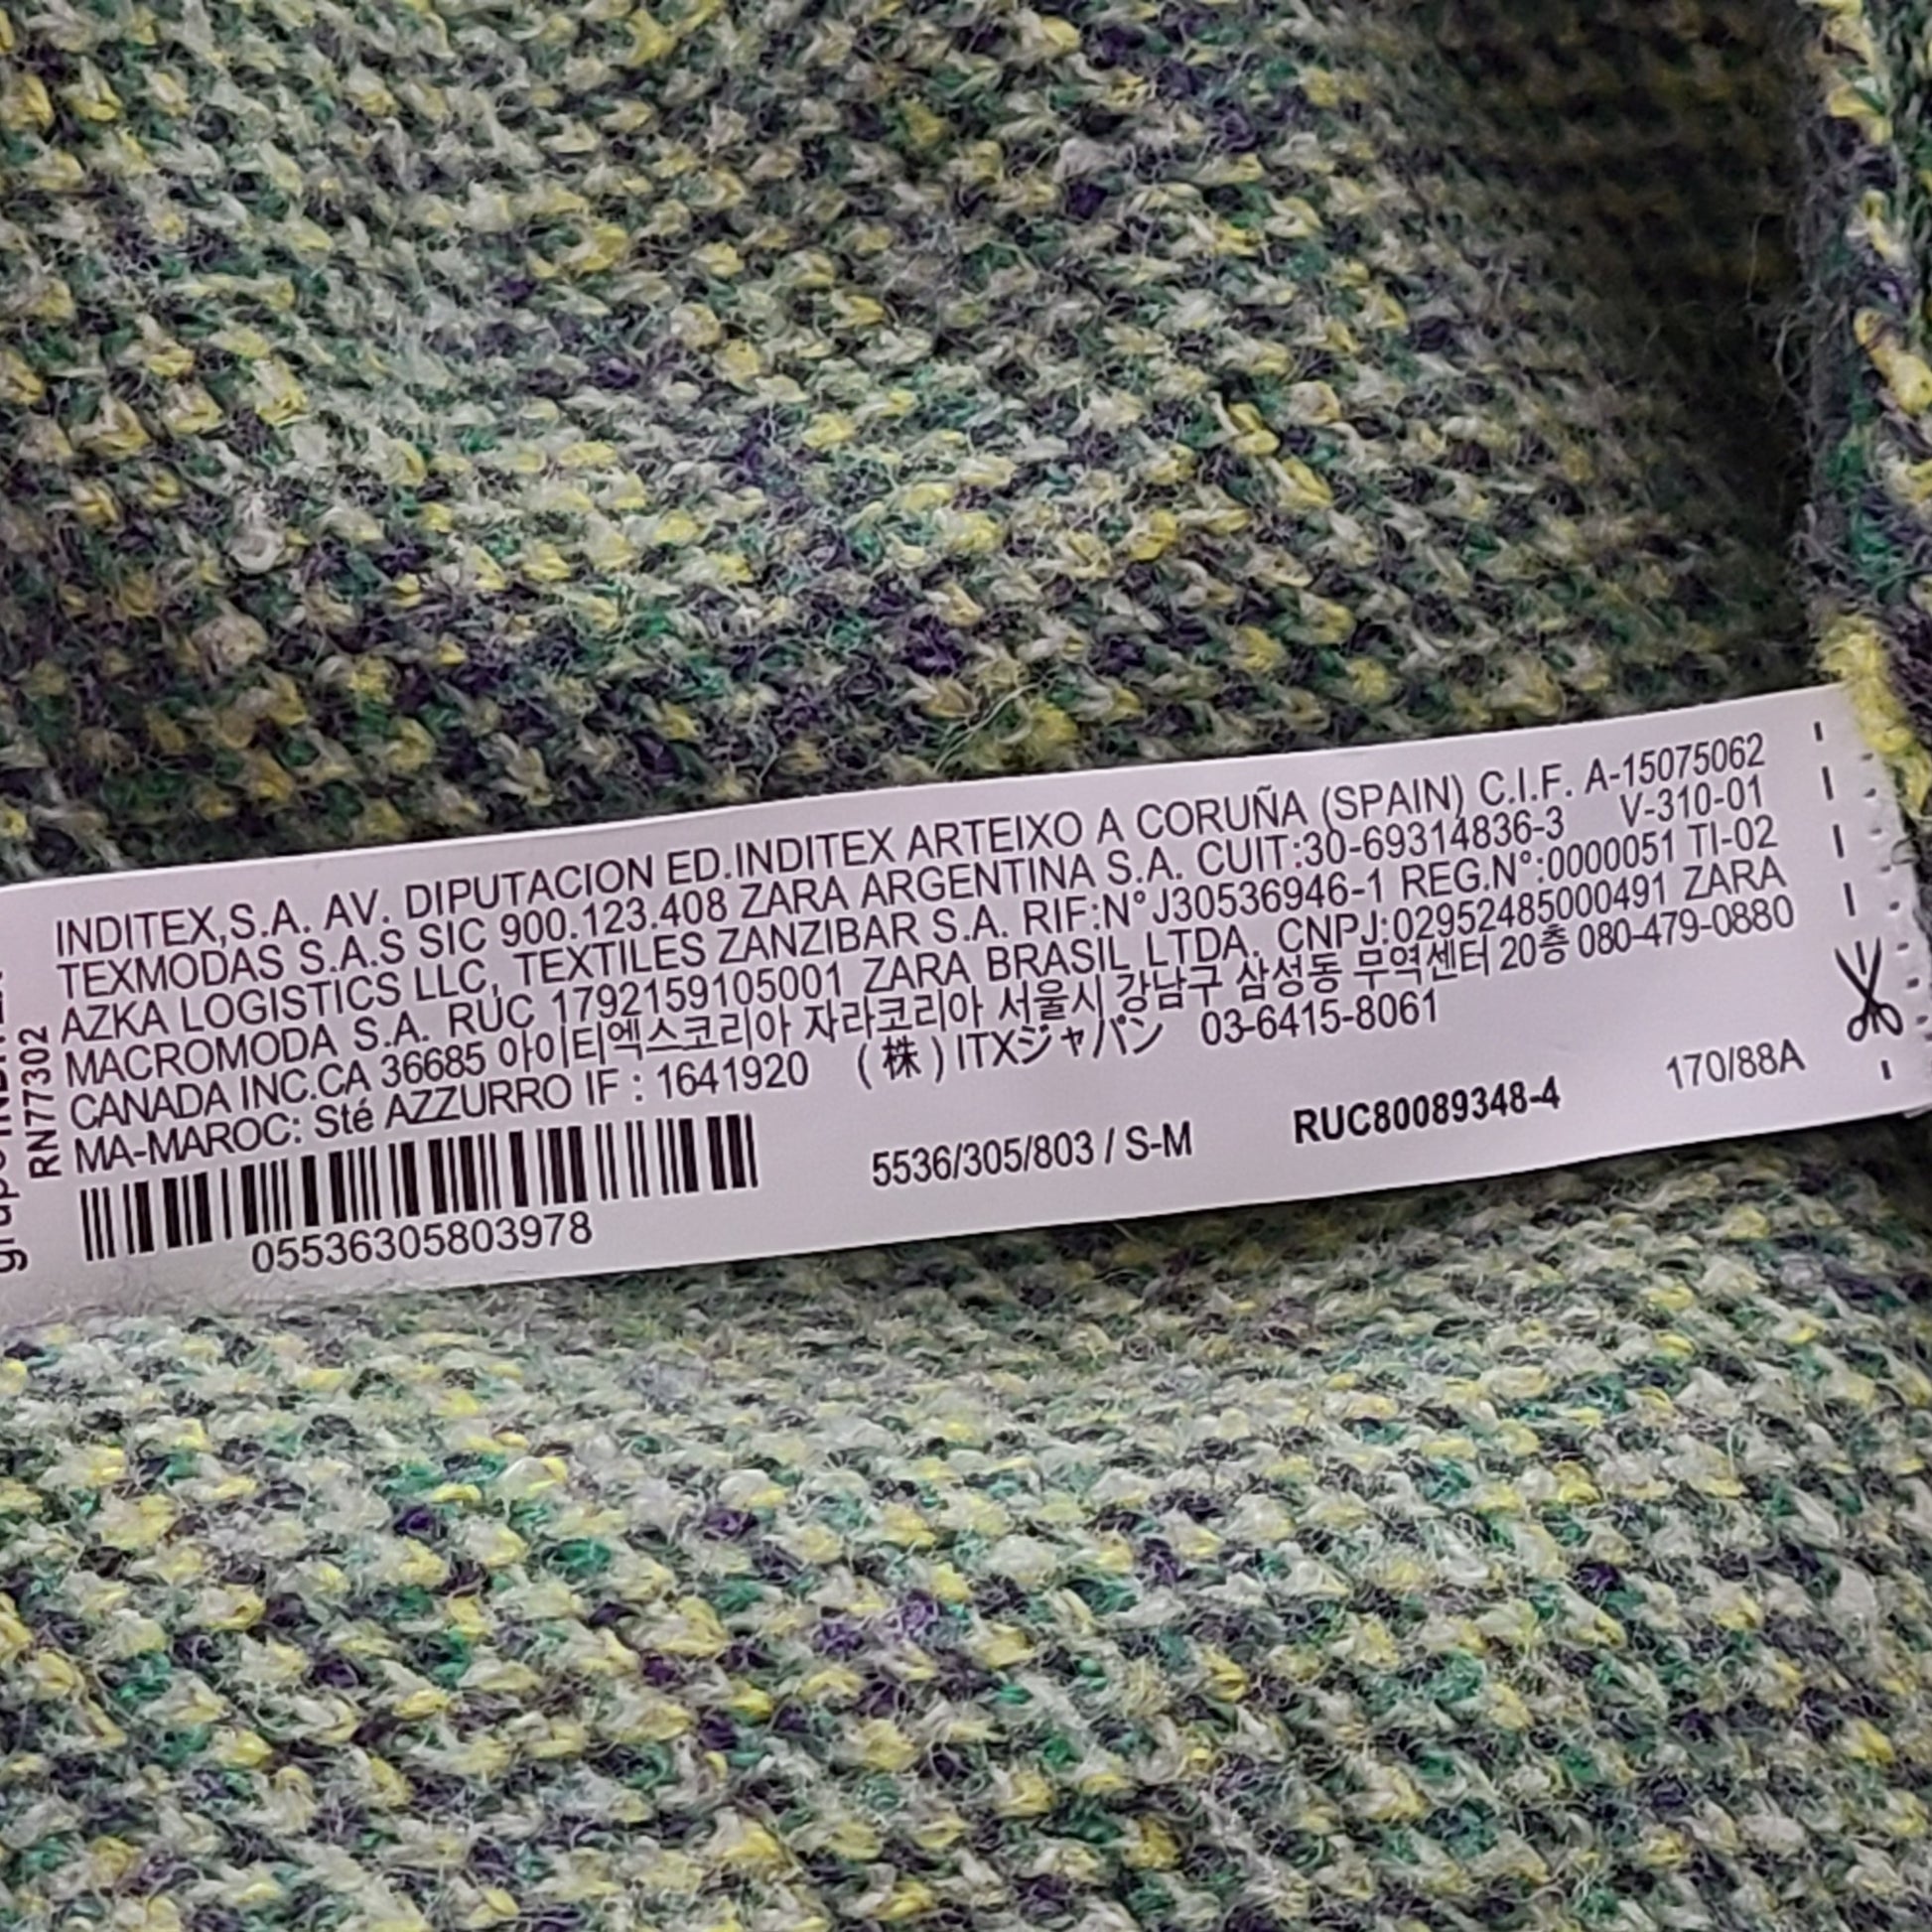 INDITEX,S.A. AV. DIPUTACION ED.INDITEX ARTEIXO A CORUÑA (SPAIN) C.I.F. A-15075062
TEXMODAS S.A.S SIC 900.123.408 ZARA ARGENTINA S.A. CUIT:30-69314836-3 V-310-01
AZKA LOGISTICS LLC, TEXTILES ZANZIBAR S.A. RIF:N°J30536946-1 REG.N°:0000051 TI-02
MACROMODA S.A. RUC 1792159105001 ZARA BRASIL LTDA. CNPJ:02952485000491 ZARA
CANADA INC.CA 36685 아이티엑스코리아 자라코리아 서울시 강남구 삼성동 무역센터 20층 080-479-0880
MA-MAROC: Sté AZZURRO IF : 1641920 (株) ITXジャパン 03-6415-8061
5536/305/803 / S-M RUC80089348-4 170/88A
05536305803978
RN77302